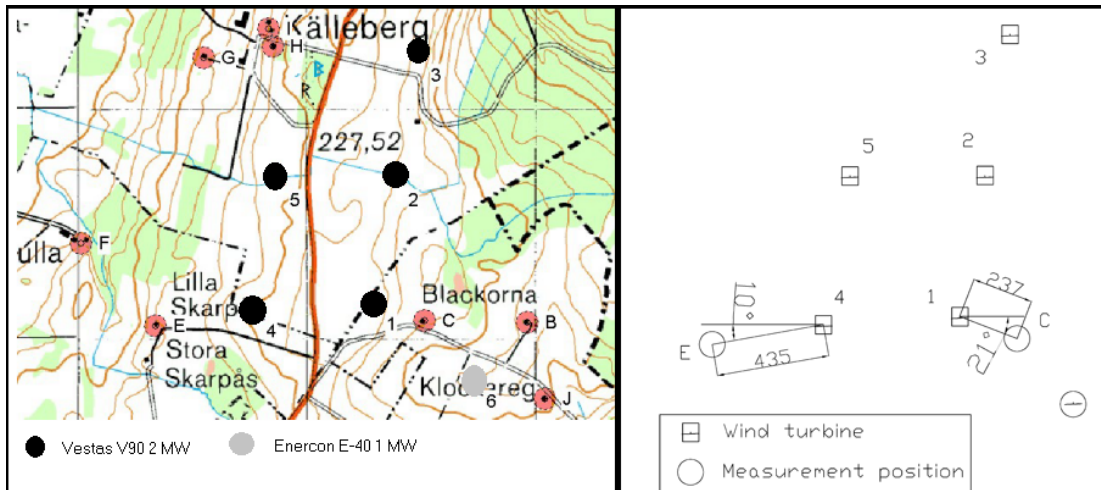 Källeberg
I
H
G
B
R
3
227,52
5
2
ulla
F
Lilla
Skarp
4
1
Blackorna
C
B
E
Stora
Skarpås
6
J
Vestas V90 2 MW
Enercon E-40 1 MW
3
5
2
10°
4
1
237
C
E
435
21°
Wind turbine
Measurement position